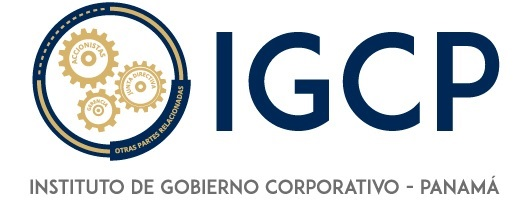 ACCIONISTAS
JUNTA DIRECTIVA
GERENCIA
OTRAS PARTES RELACIONADAS
IGCP
INSTITUTO DE GOBIERNO CORPORATIVO - PANAMÁ